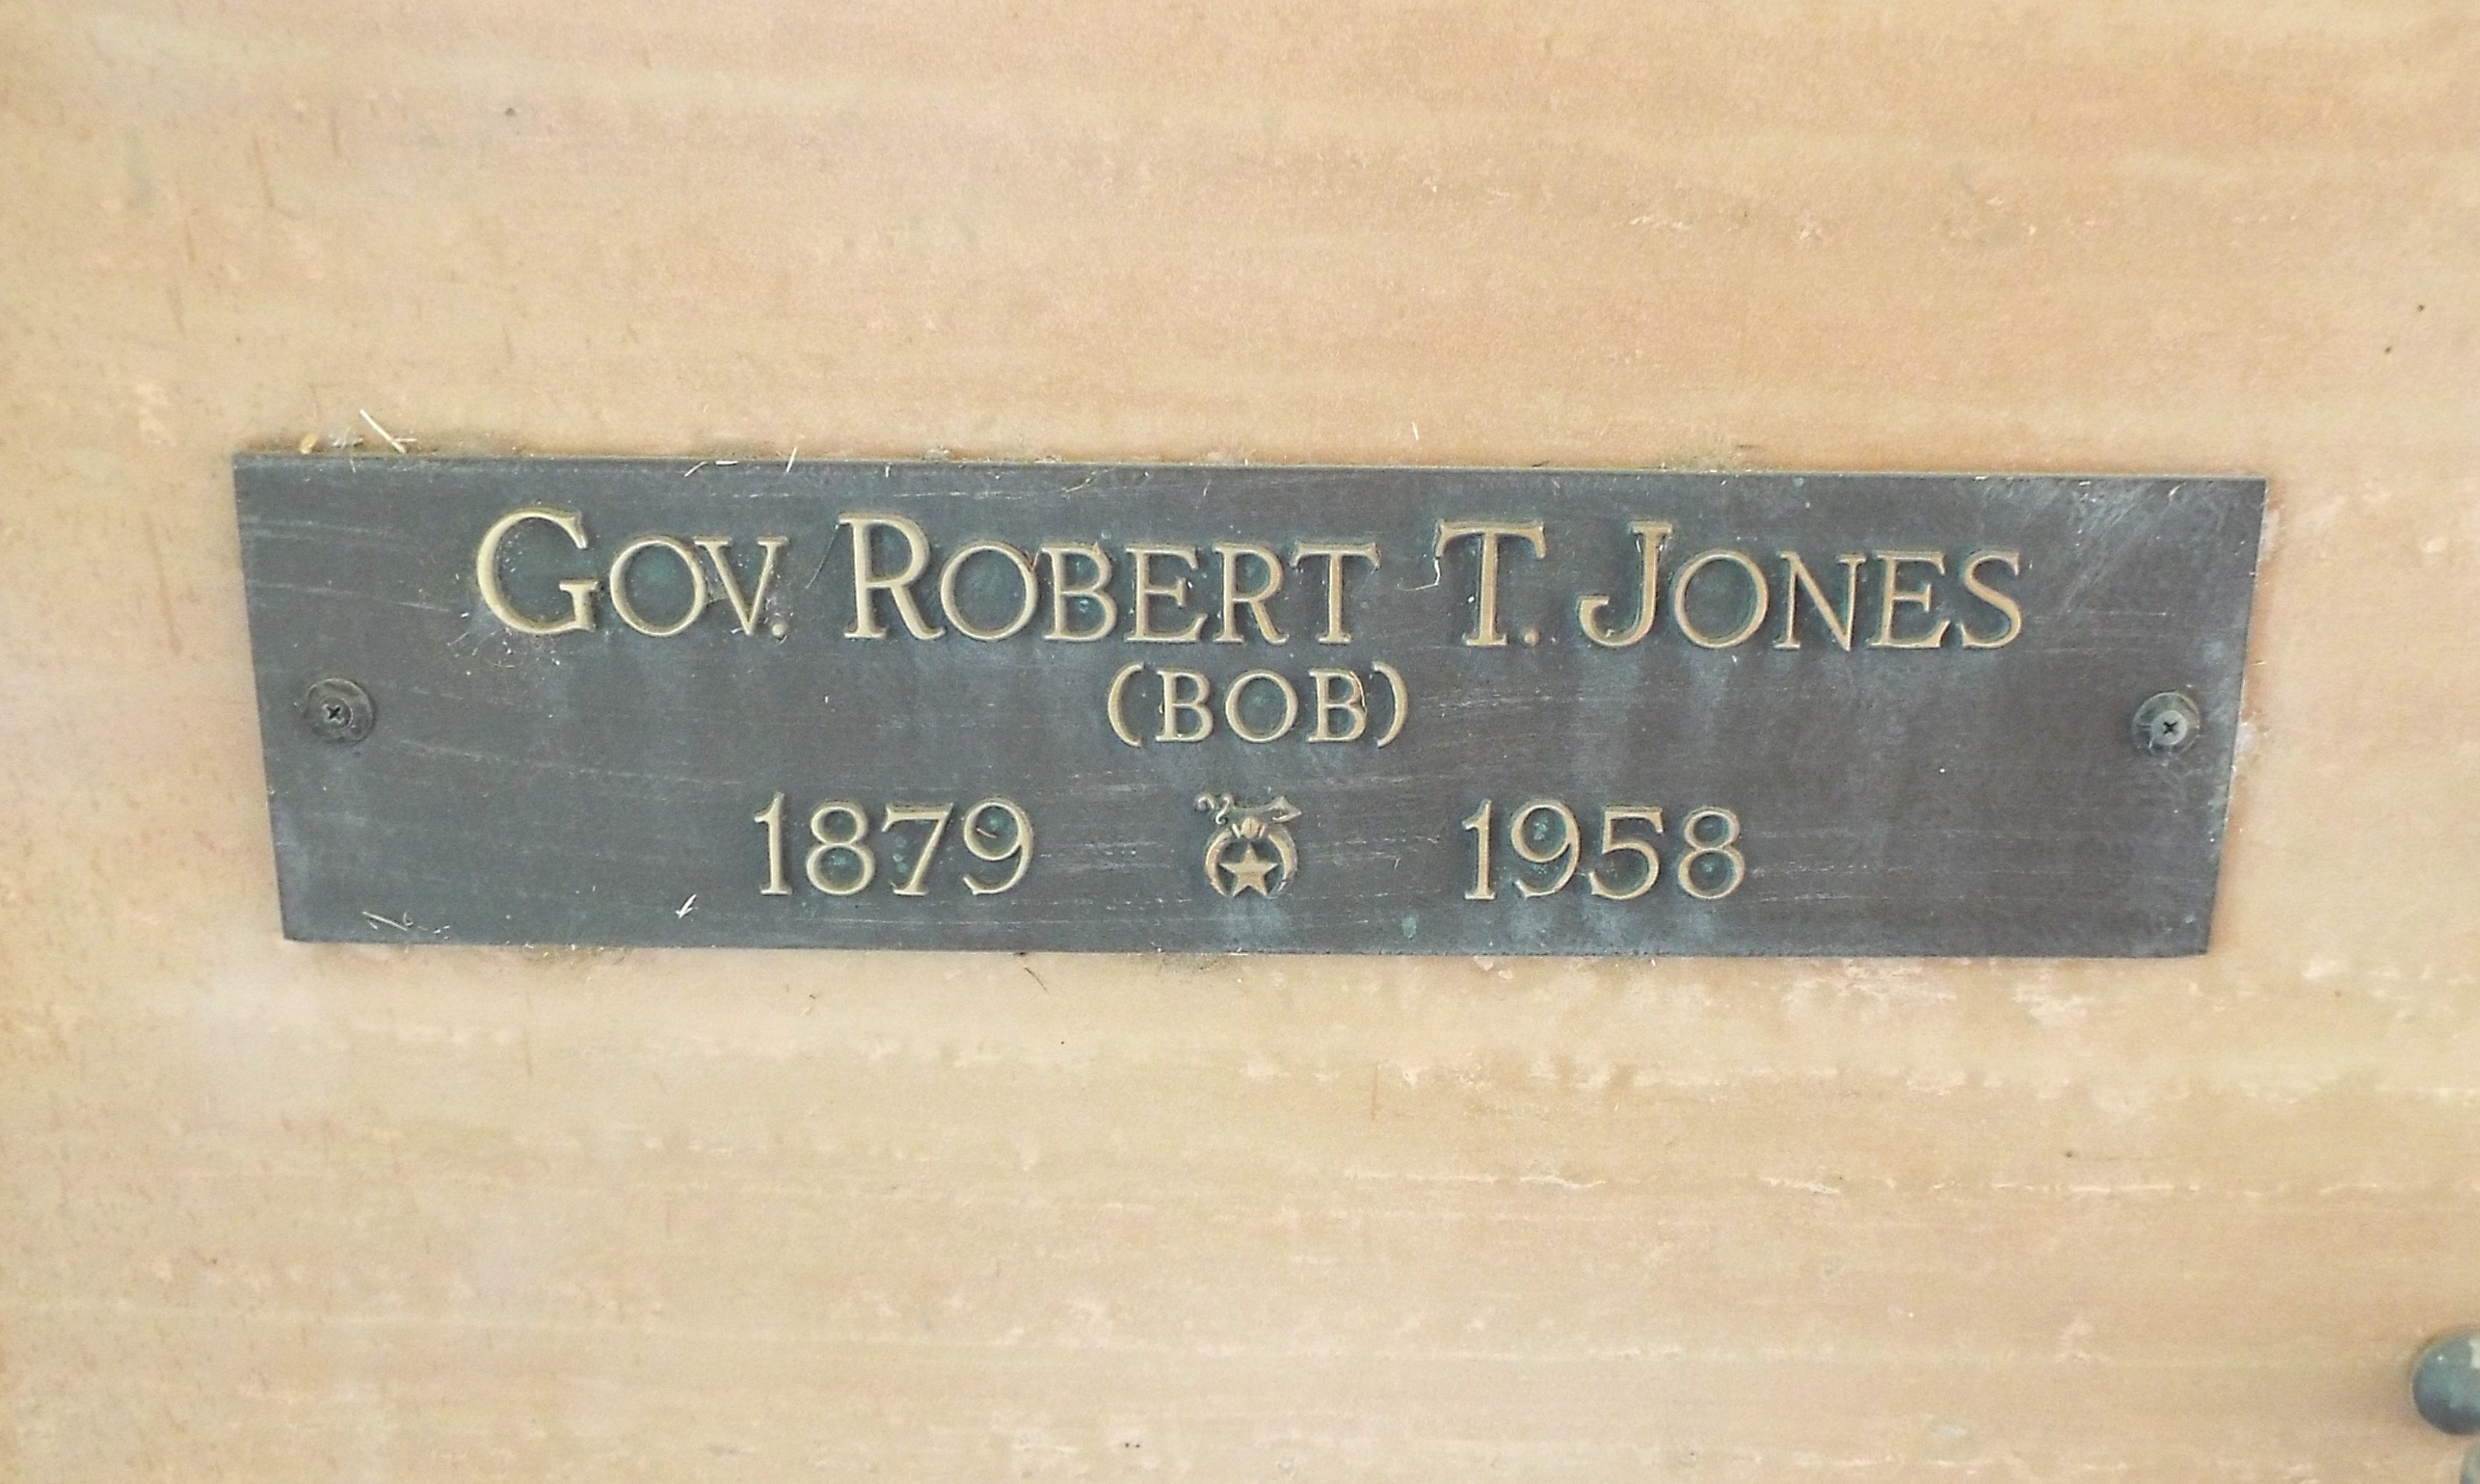 GOV. ROBERT T. JONES
(BOB)
1879 1958